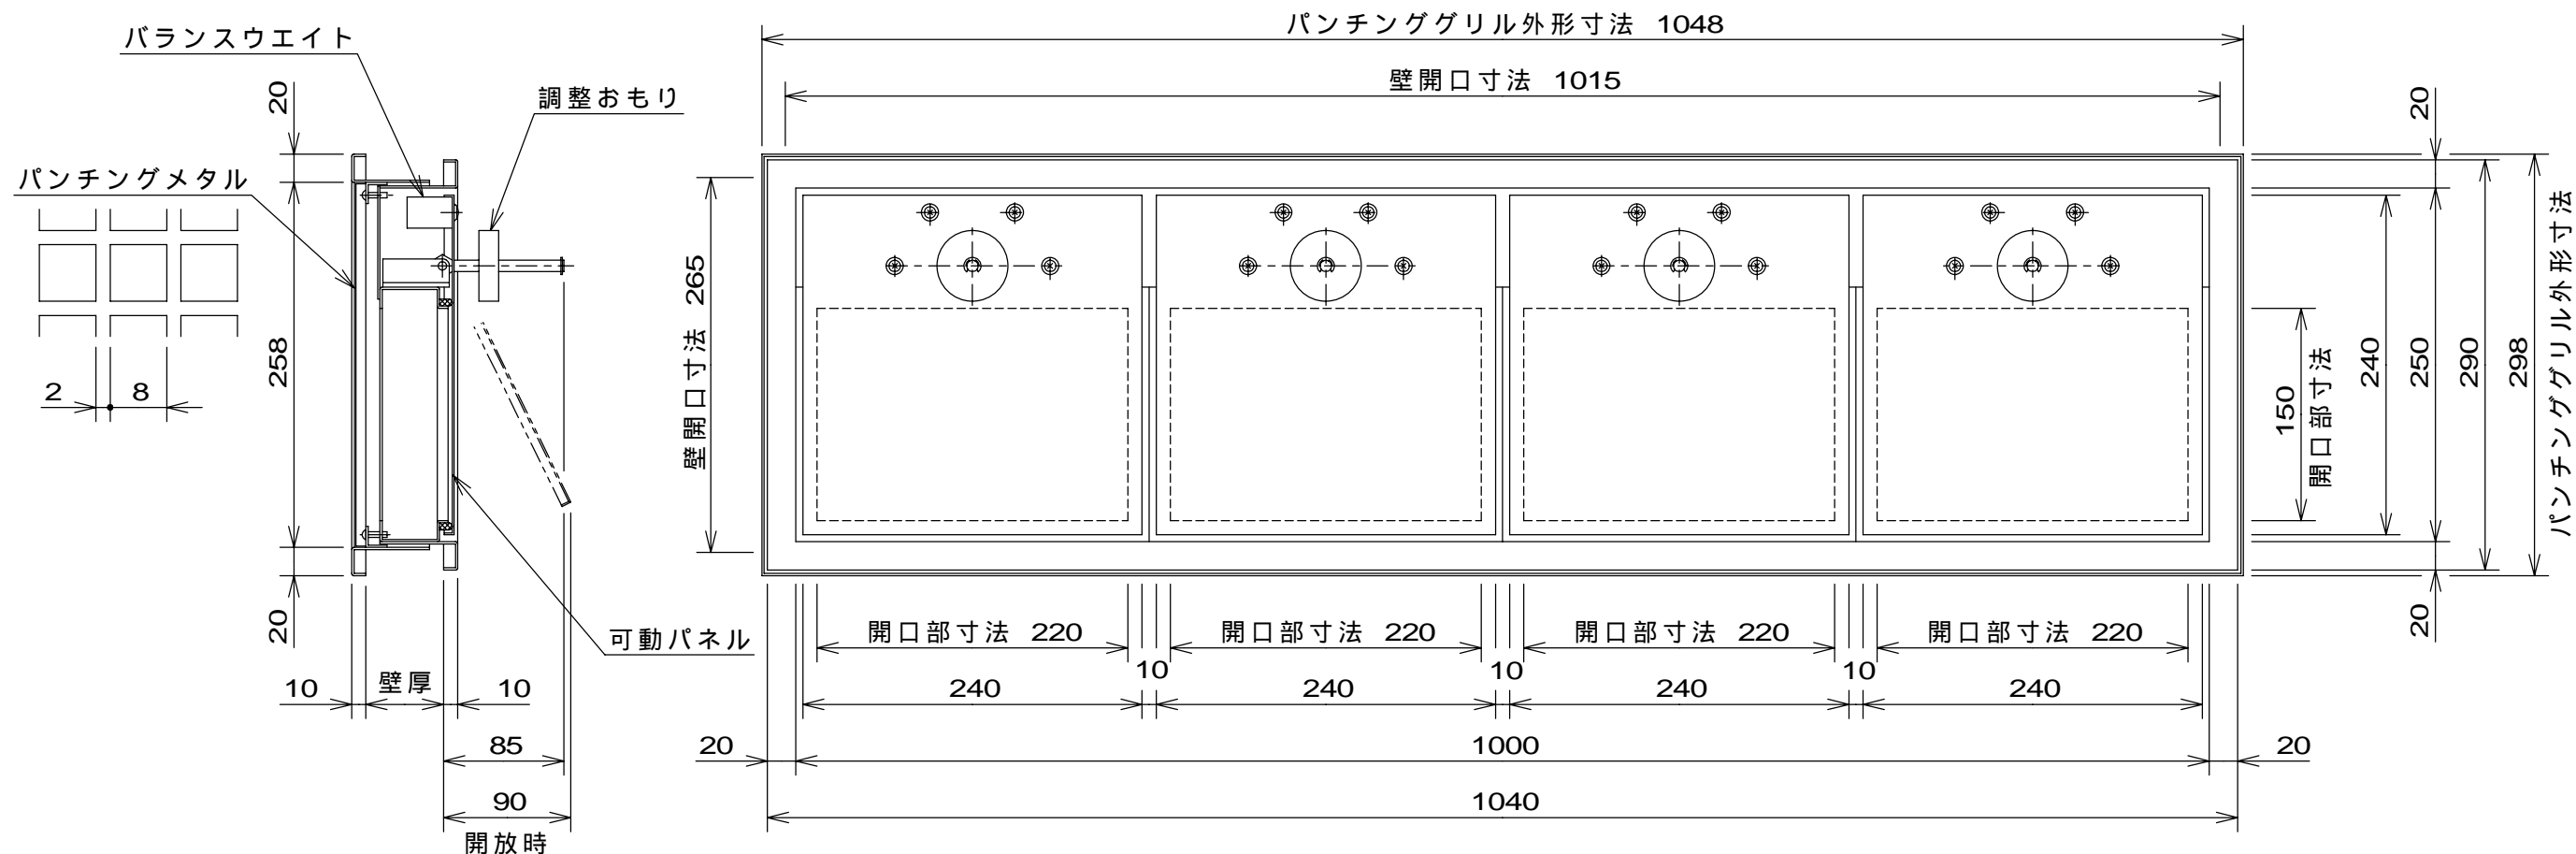 パンチンググリル外形寸法 1048
バランスウエイト
壁開口寸法 1015
20
調整おもり
20
パンチングメタル
壁開口寸法 265
258
2
8
150
開口部寸法
240
250
290
298
パンチンググリル外形寸法
20
可動パネル
20
開口部寸法 220
開口部寸法 220
開口部寸法 220
開口部寸法 220
10
10
10
10
壁厚
10
240
240
240
240
85
20
1000
20
90
開放時
1040